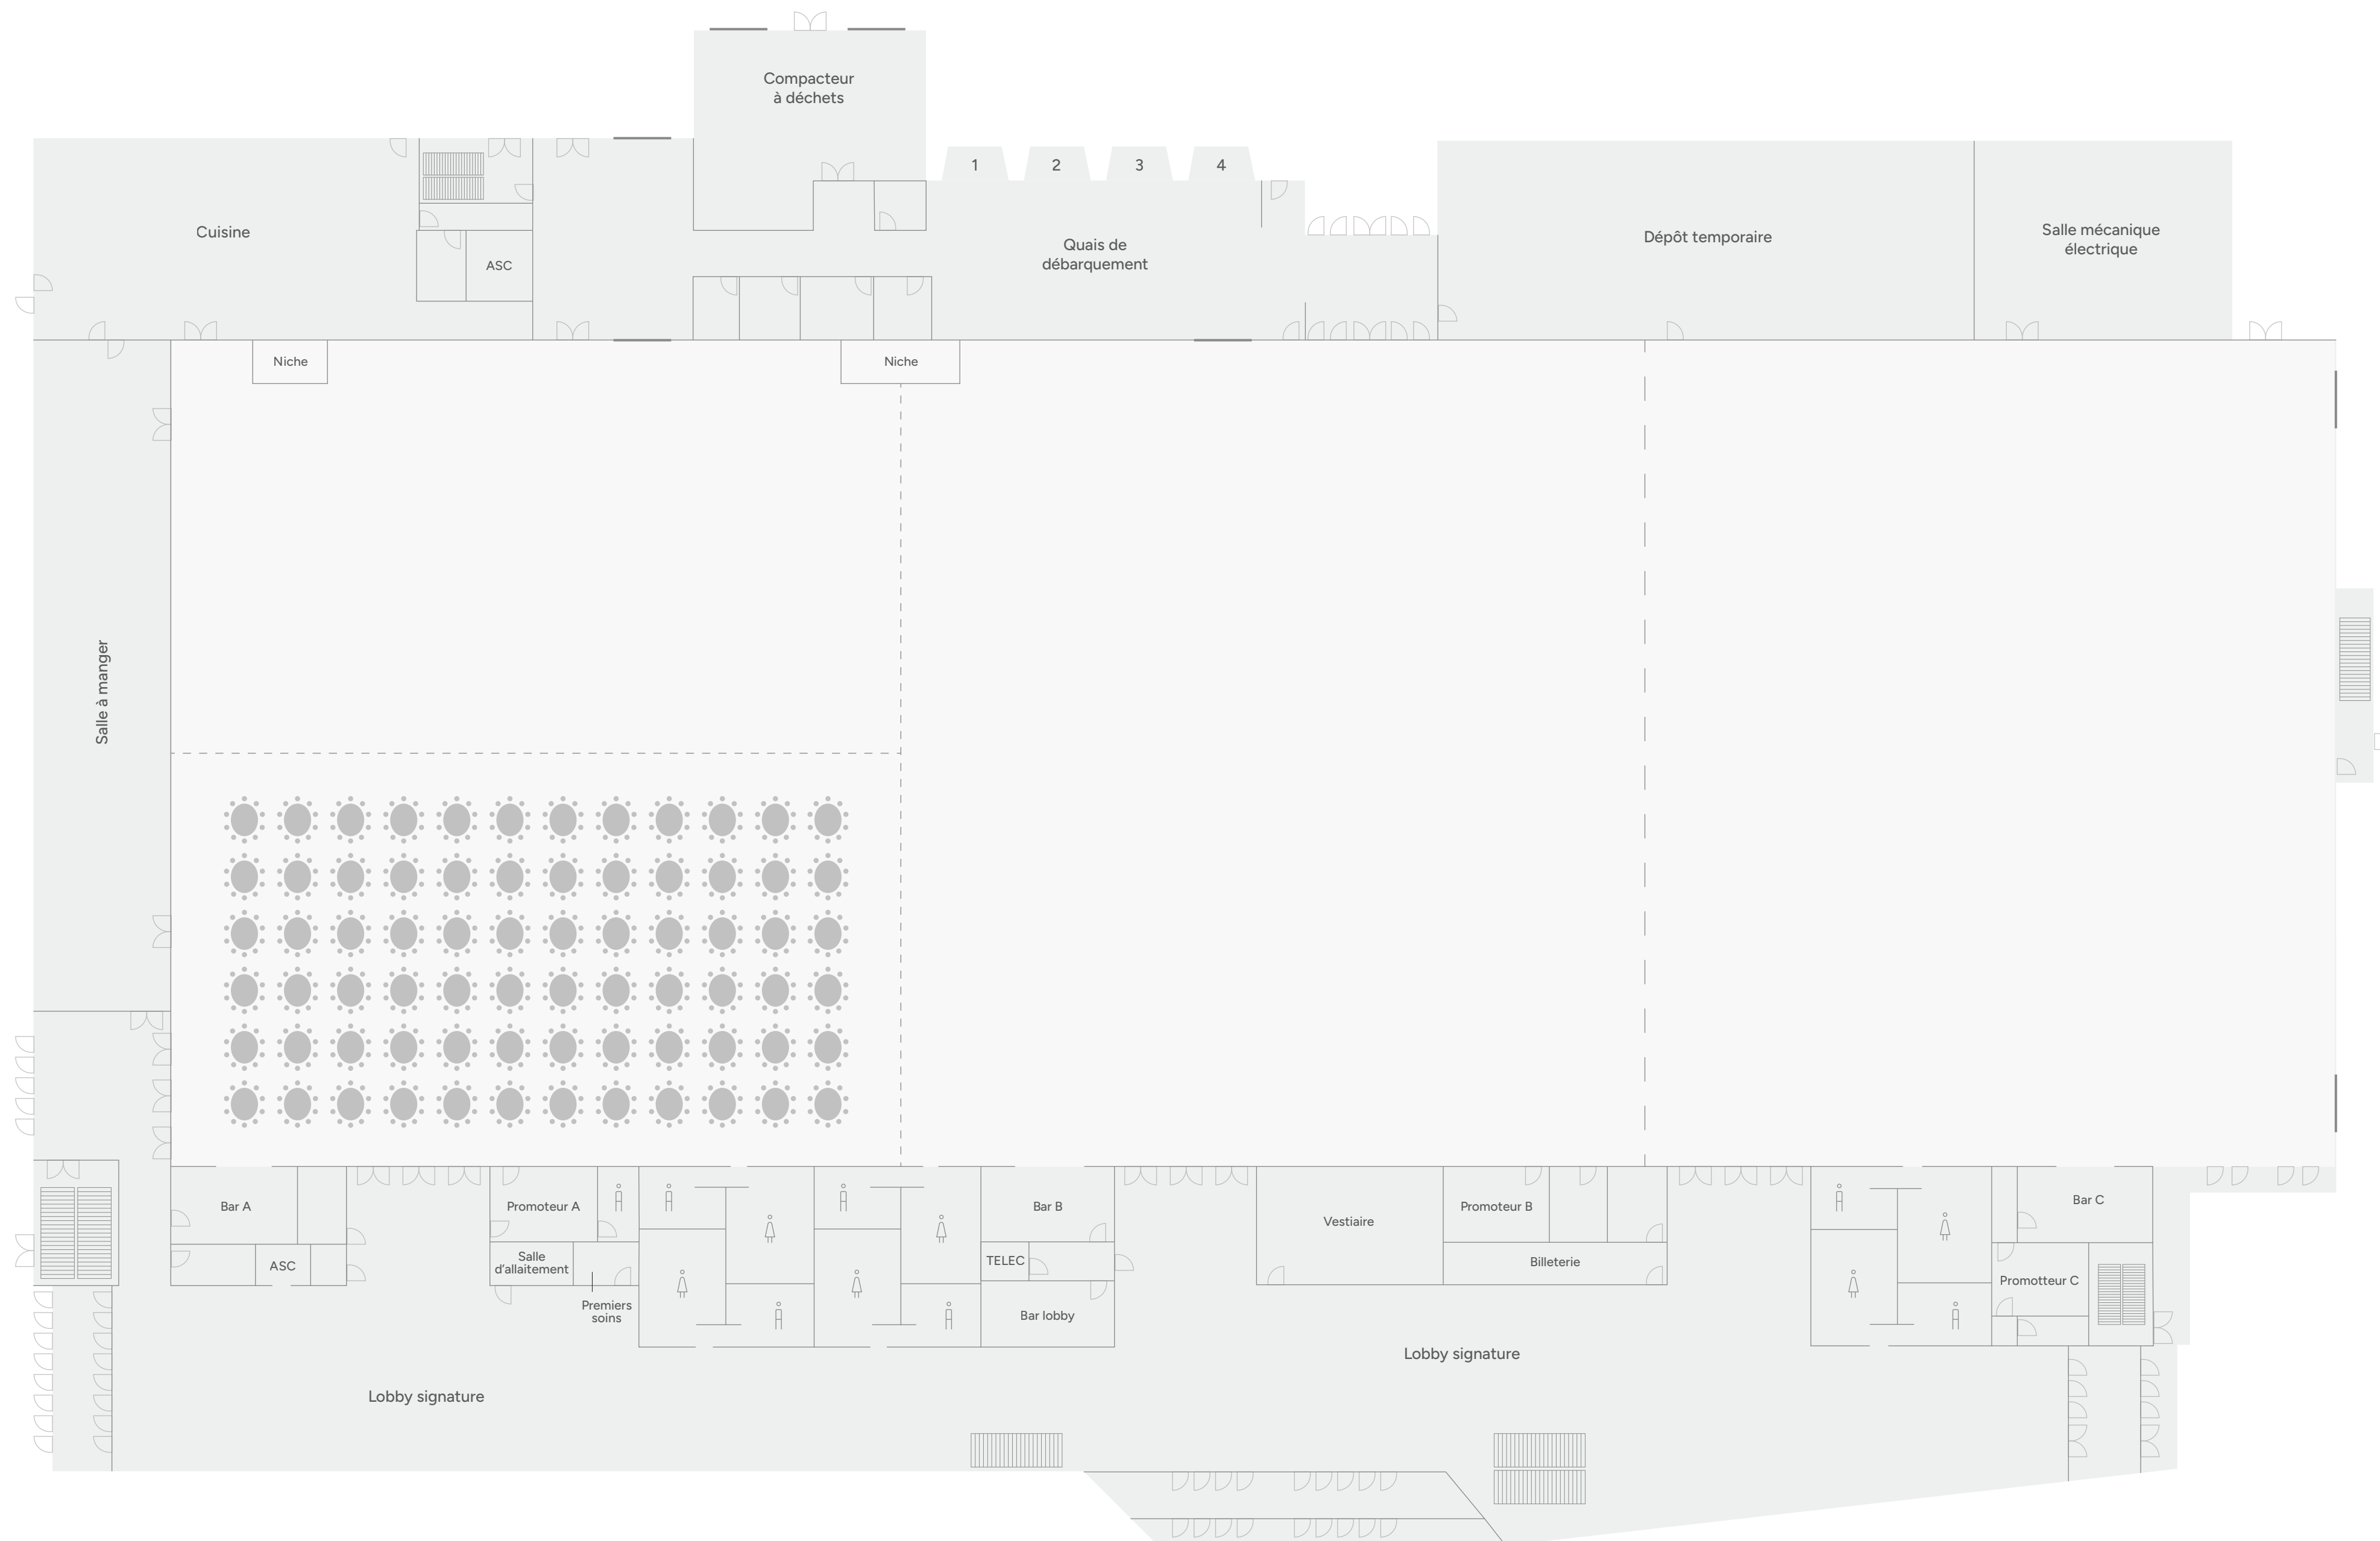 Compacteur
à déchets
1
2
3
4
Cuisine
ASC
Quais de
débarquement
Dépôt temporaire
Salle mécanique
électrique
Niche
Niche
Salle à manger
Bar A
ASC
Promoteur A
Salle
d’allaitement
Premiers
soins
Bar B
TELEC
Bar lobby
Vestiaire
Promoteur B
Billeterie
Bar C
Promotteur C
Lobby signature
Lobby signature